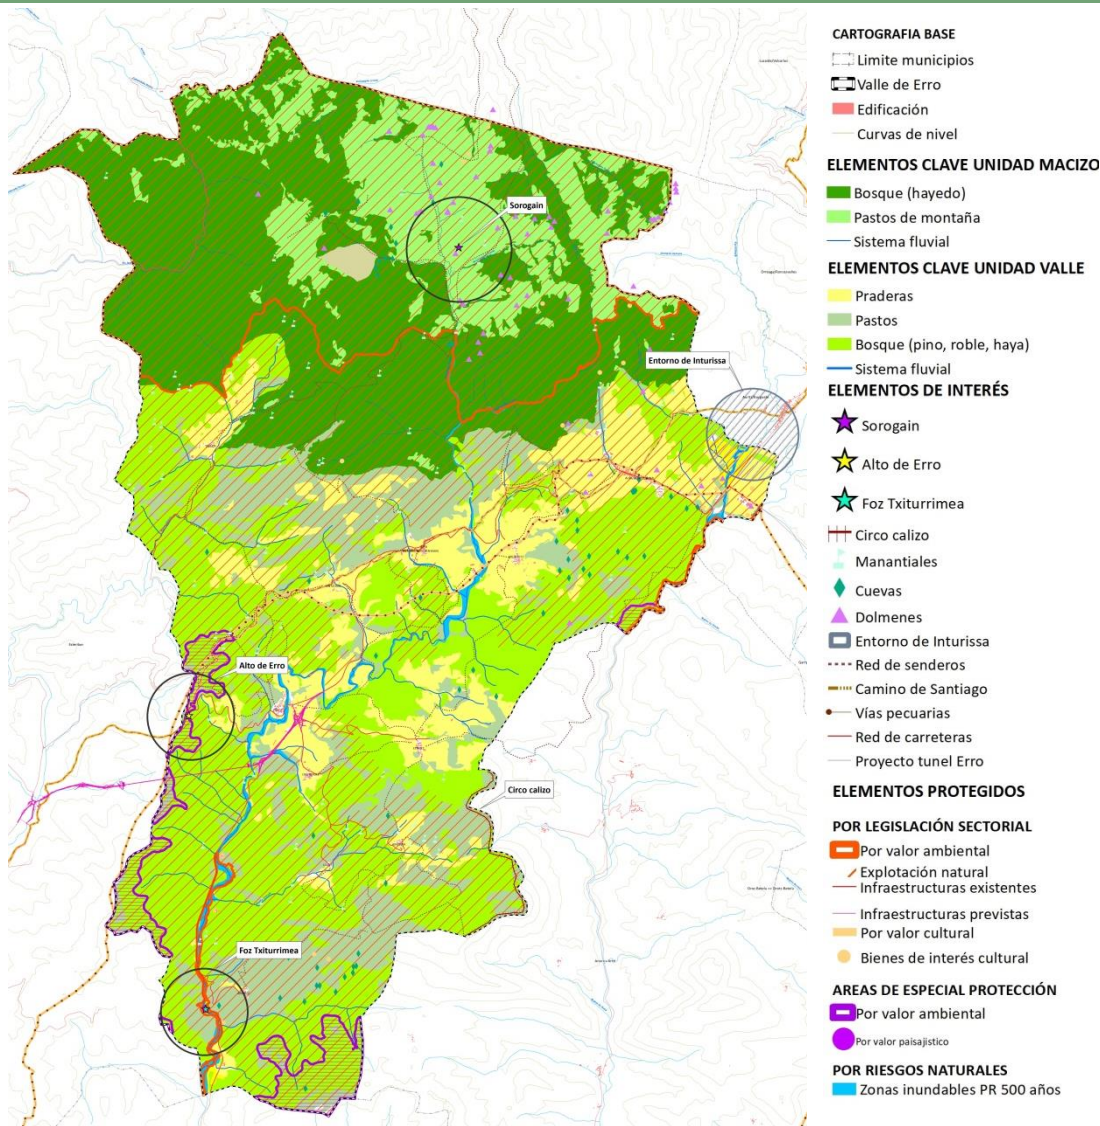 Sorogain
Entorno de Inturissa
Alto de Erro
Circo calizo
Foz Txiturrimea
CARTOGRAFIA BASE
Limite municipios
Valle de Erro
Edificación
Curvas de nivel
ELEMENTOS CLAVE UNIDAD MACIZO
Bosque (hayedo)
Pastos de montaña
Sistema fluvial
ELEMENTOS CLAVE UNIDAD VALLE
Praderas
Pastos
Bosque (pino, roble, haya)
Sistema fluvial
ELEMENTOS DE INTERÉS
Sorogain
Alto de Erro
Foz Txiturrimea
Circo calizo
Manantiales
Cuevas
Dolmenes
Entorno de Inturissa
Red de senderos
Camino de Santiago
Vías pecuarias
Red de carreteras
Proyecto tunel Erro
ELEMENTOS PROTEGIDOS
POR LEGISLACIÓN SECTORIAL
Por valor ambiental
Explotación natural
Infraestructuras existentes
Infraestructuras previstas
Por valor cultural
Bienes de interés cultural
AREAS DE ESPECIAL PROTECCIÓN
Por valor ambiental
Por valor paisajístico
POR RIESGOS NATURALES
Zonas inundables PR 500 años